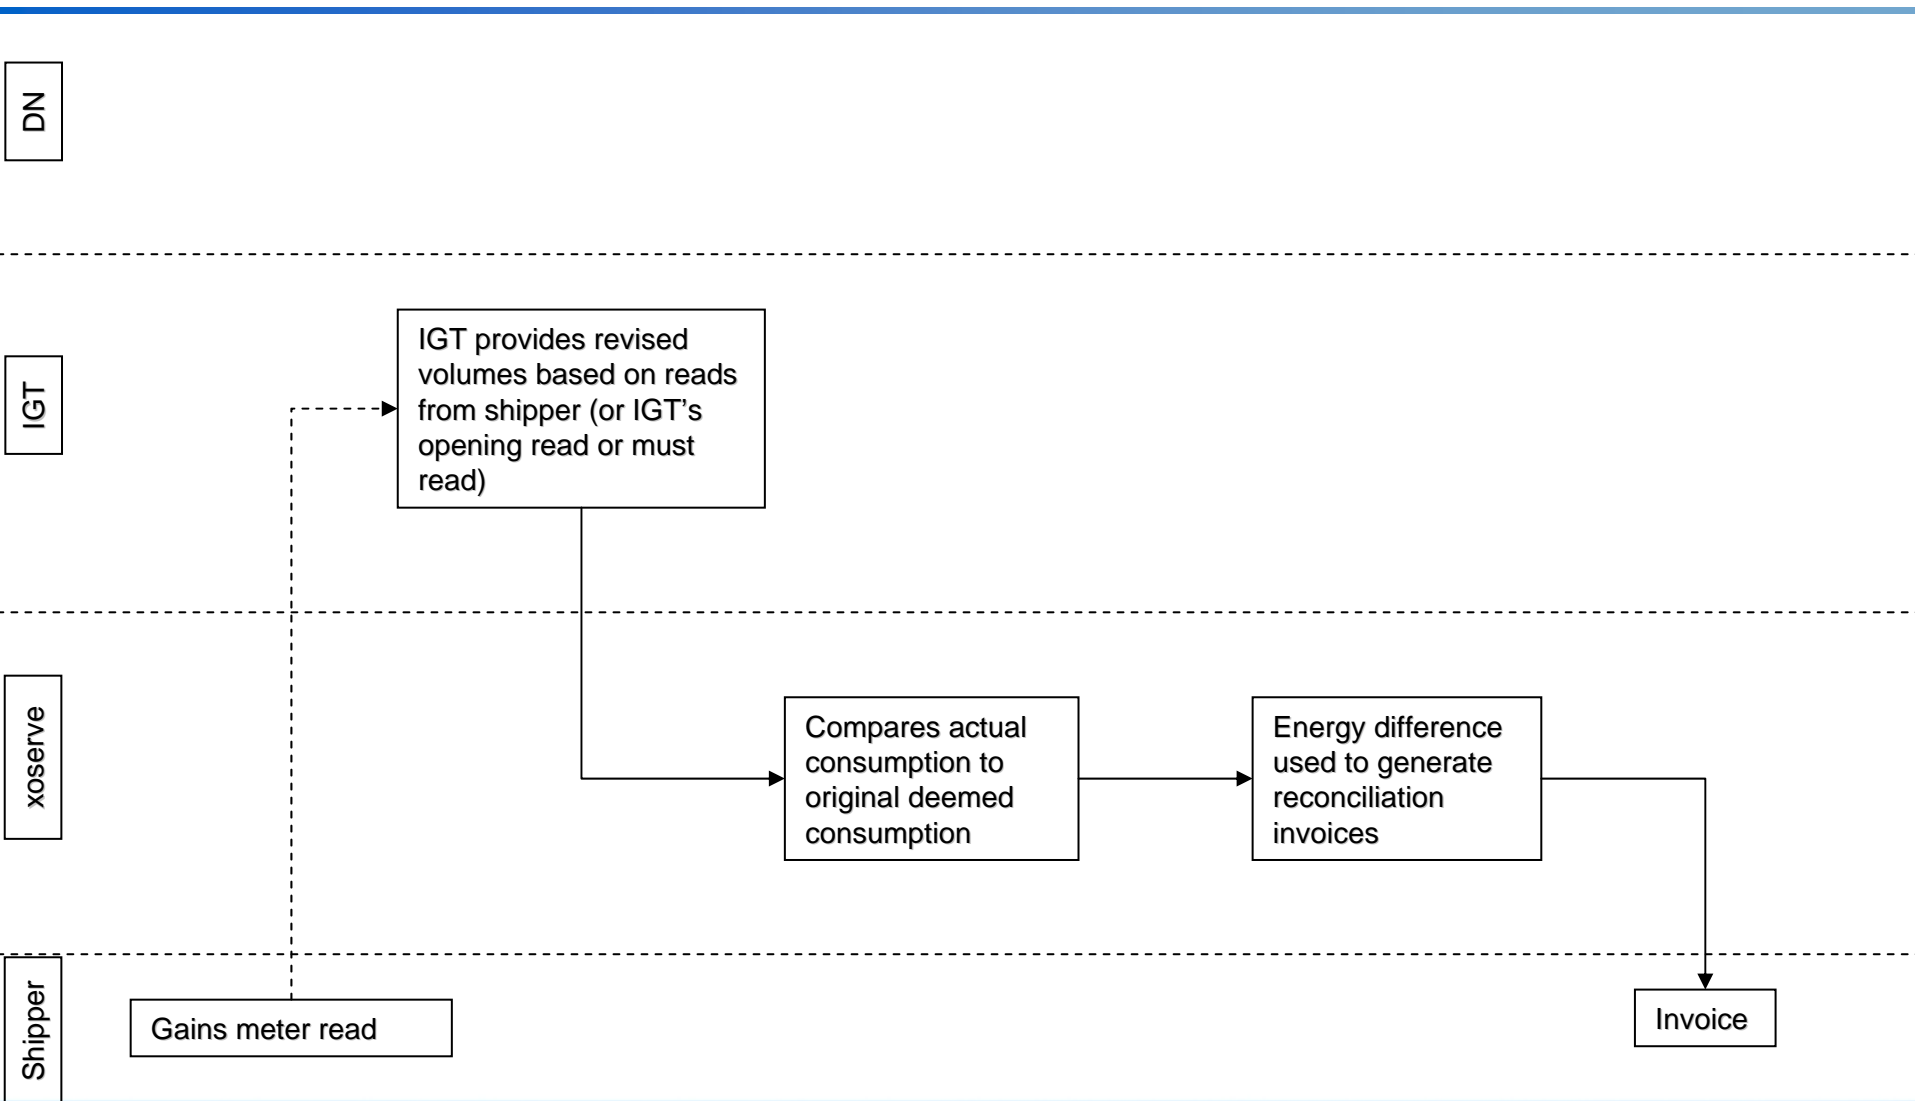 DN
IGT
IGT provides revised
volumes based on reads
from shipper (or IGT’s
opening read or must
read)
xoserve
Compares actual
consumption to
original deemed
consumption
Energy difference
used to generate
reconciliation
invoices
Shipper
Gains meter read
Invoice